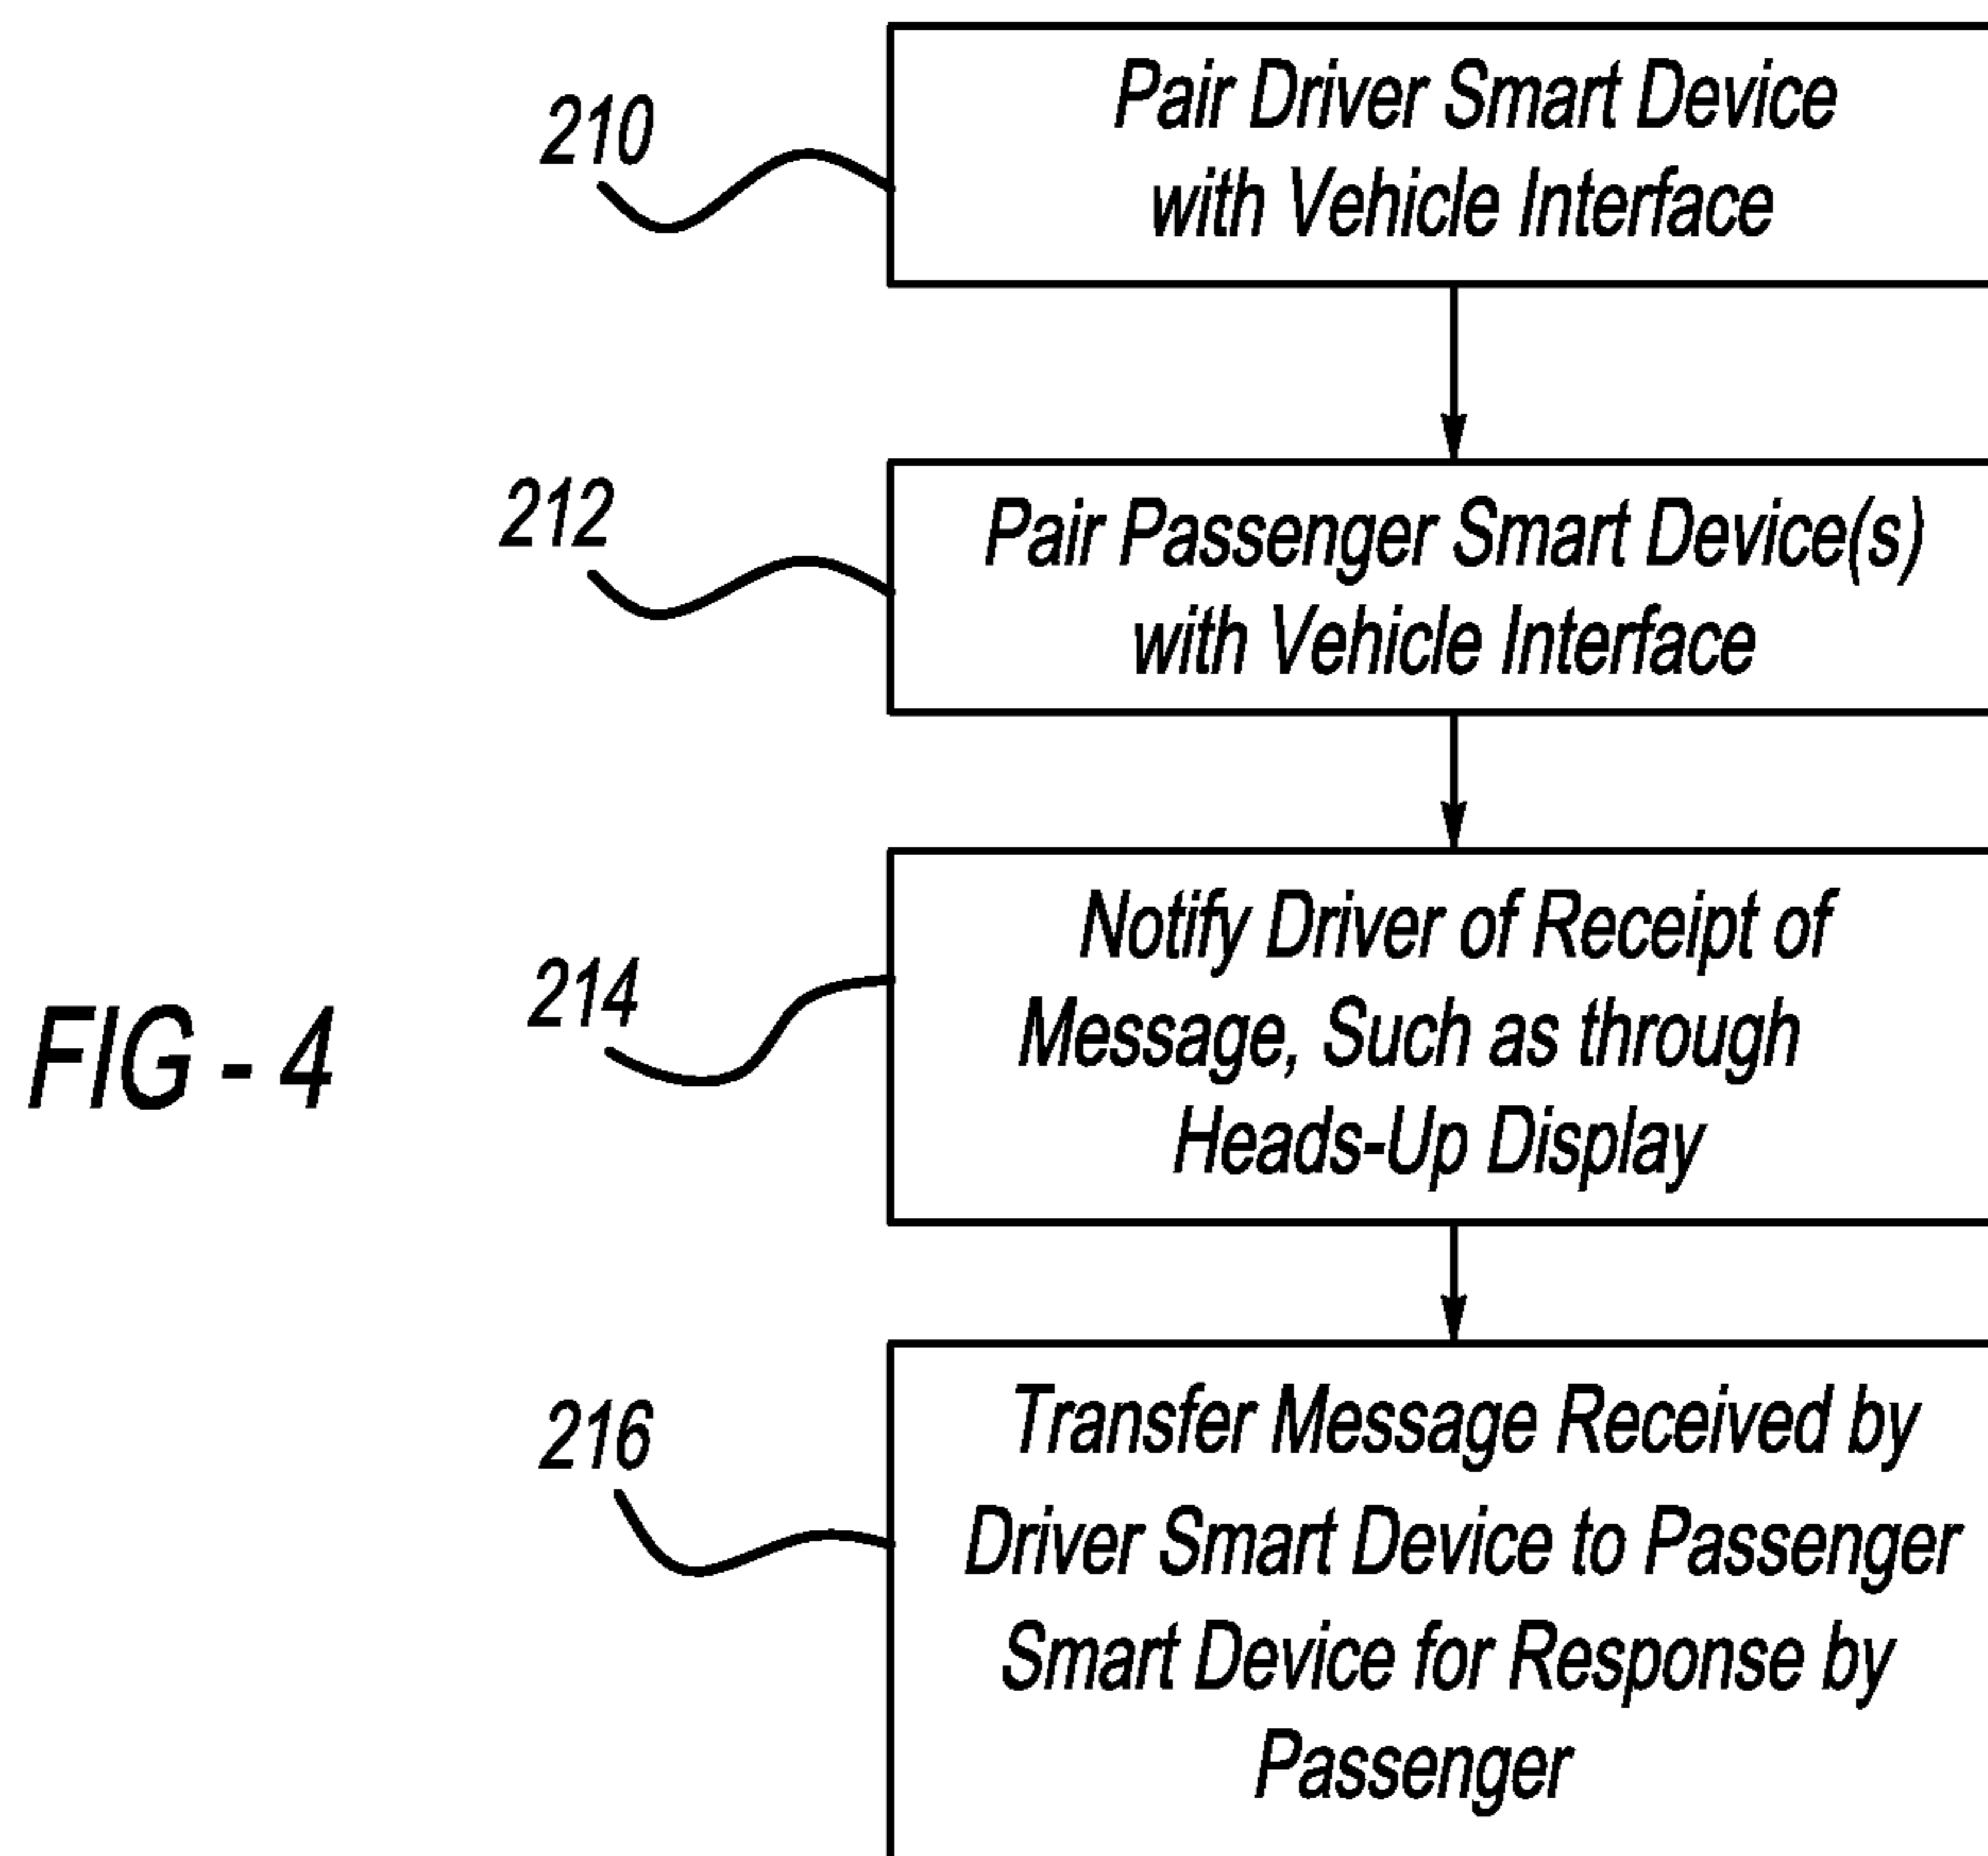 210
Pair Driver Smart Device
with Vehicle Interface
212
Pair Passenger Smart Device(s)
with Vehicle Interface
214
Notify Driver of Receipt of
Message, Such as through
Heads-Up Display
FIG - 4
216
Transfer Message Received by
Driver Smart Device to Passenger
Smart Device for Response by
Passenger